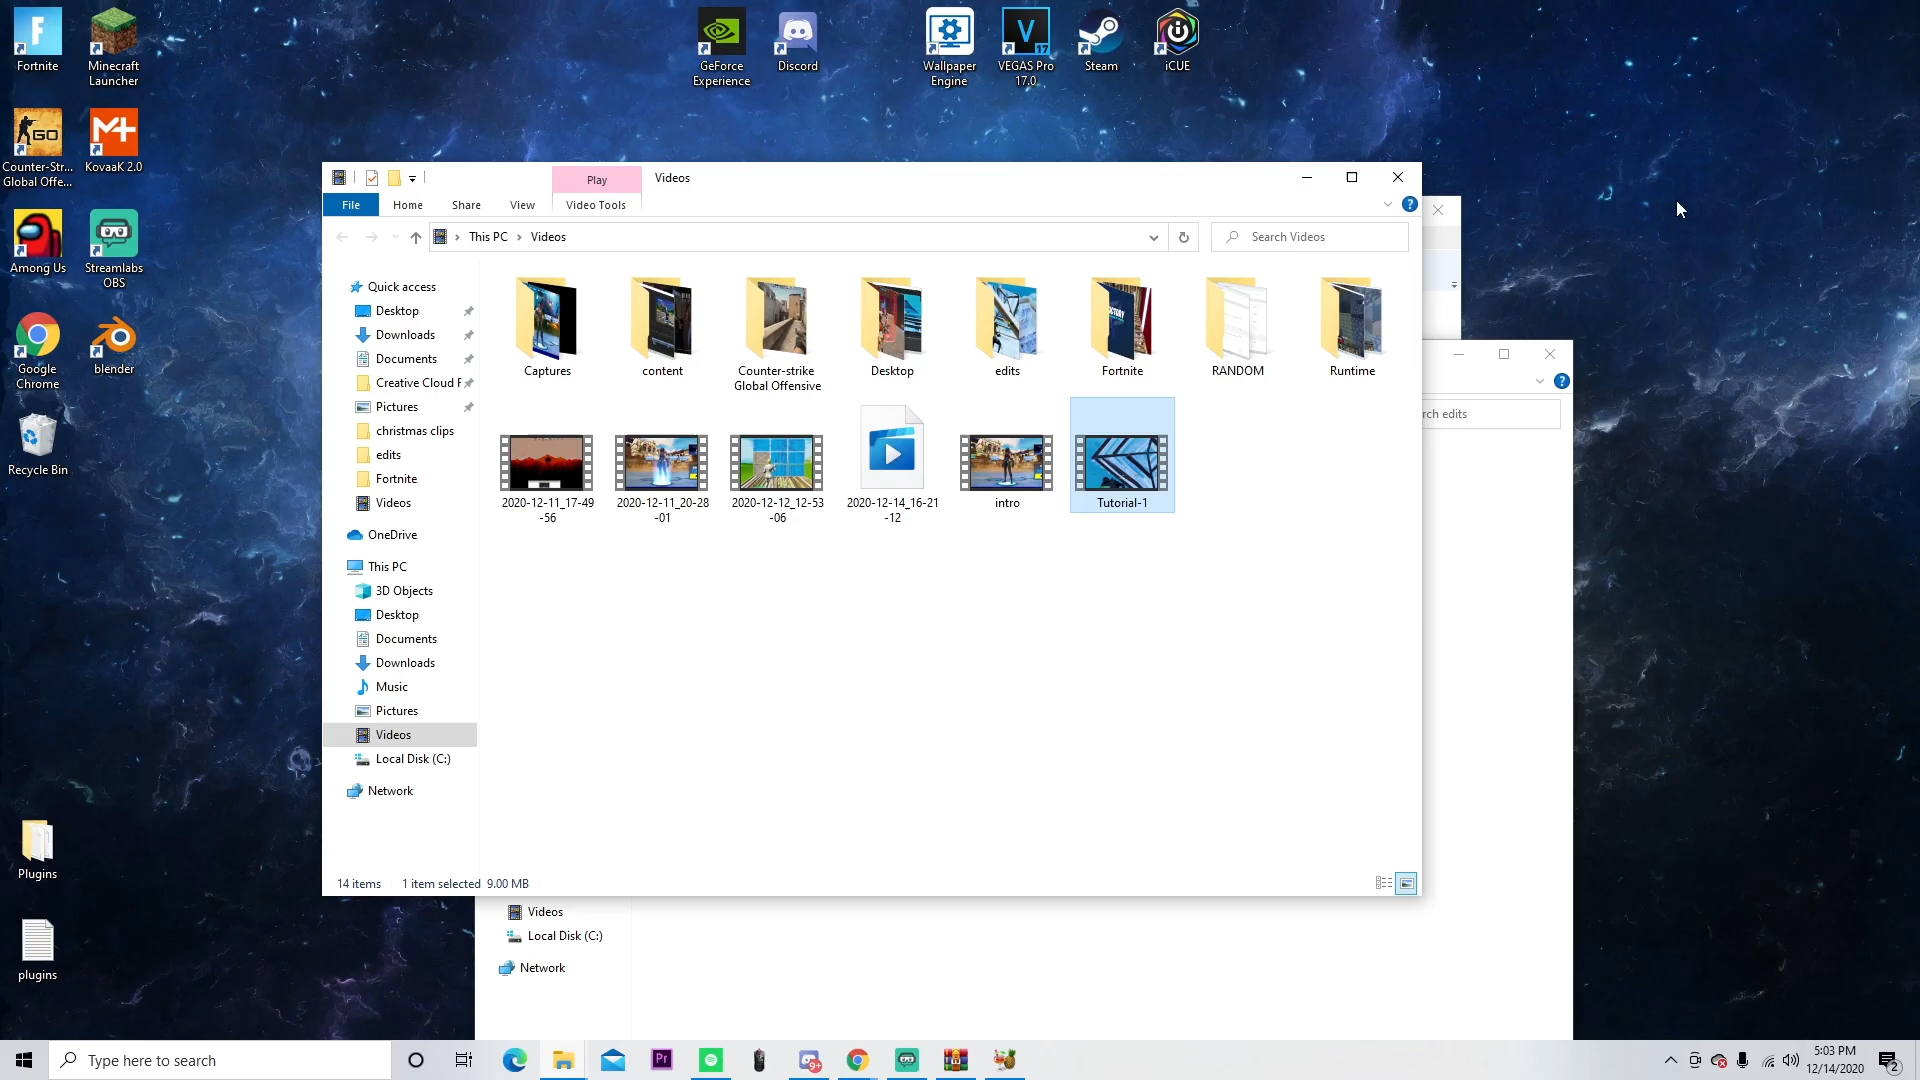 Fortnite
Minecraft
Launcher
GeForce
Experience
Discord
Wallpaper
Engine
VEGAS Pro
17.0
Steam
iCUE
Counter-Str...
Global Offe...
KovaaK 2.0
Among Us
Streamlabs
OBS
Google
Chrome
blender
Recycle Bin
Plugins
plugins
Play
Videos
File
Home
Share
View
Video Tools
This PC
Videos
Search Videos
Quick access
Desktop
Downloads
Documents
Creative Cloud F
Pictures
christmas clips
edits
Fortnite
Videos
OneDrive
This PC
3D Objects
Desktop
Documents
Downloads
Music
Pictures
Videos
Local Disk (C:)
Network
Captures
content
Counter-strike
Global Offensive
Desktop
edits
Fortnite
RANDOM
Runtime
2020-12-11_17-49
-56
2020-12-11_20-28
-01
2020-12-12_12-53
-06
2020-12-14_16-21
-12
intro
Tutorial-1
14 items
1 item selected
9.00 MB
rch edits
Videos
Local Disk (C:)
Network
Type here to search
Pr
9+
5:03 PM
12/14/2020
2